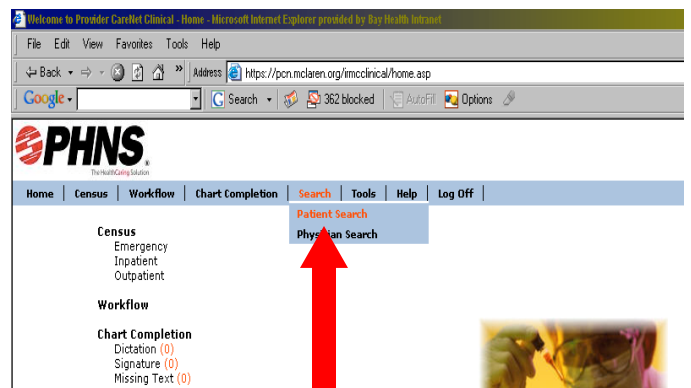 Welcome to Provider CareNet Clinical - Home - Microsoft Internet Explorer provided by Bay Health Intranet
File Edit View Favorites Tools Help
Back » Address https://pcn.mclaren.org/irmcclinical/home.asp
Google Search 362 blocked AutoFill Options
PHNS
The HealthCaring Solution
Home Census Workflow Chart Completion Search Tools Help Log Off
Patient Search
Physician Search
Census
Emergency
Inpatient
Outpatient
Workflow
Chart Completion
Dictation (0)
Signature (0)
Missing Text (0)